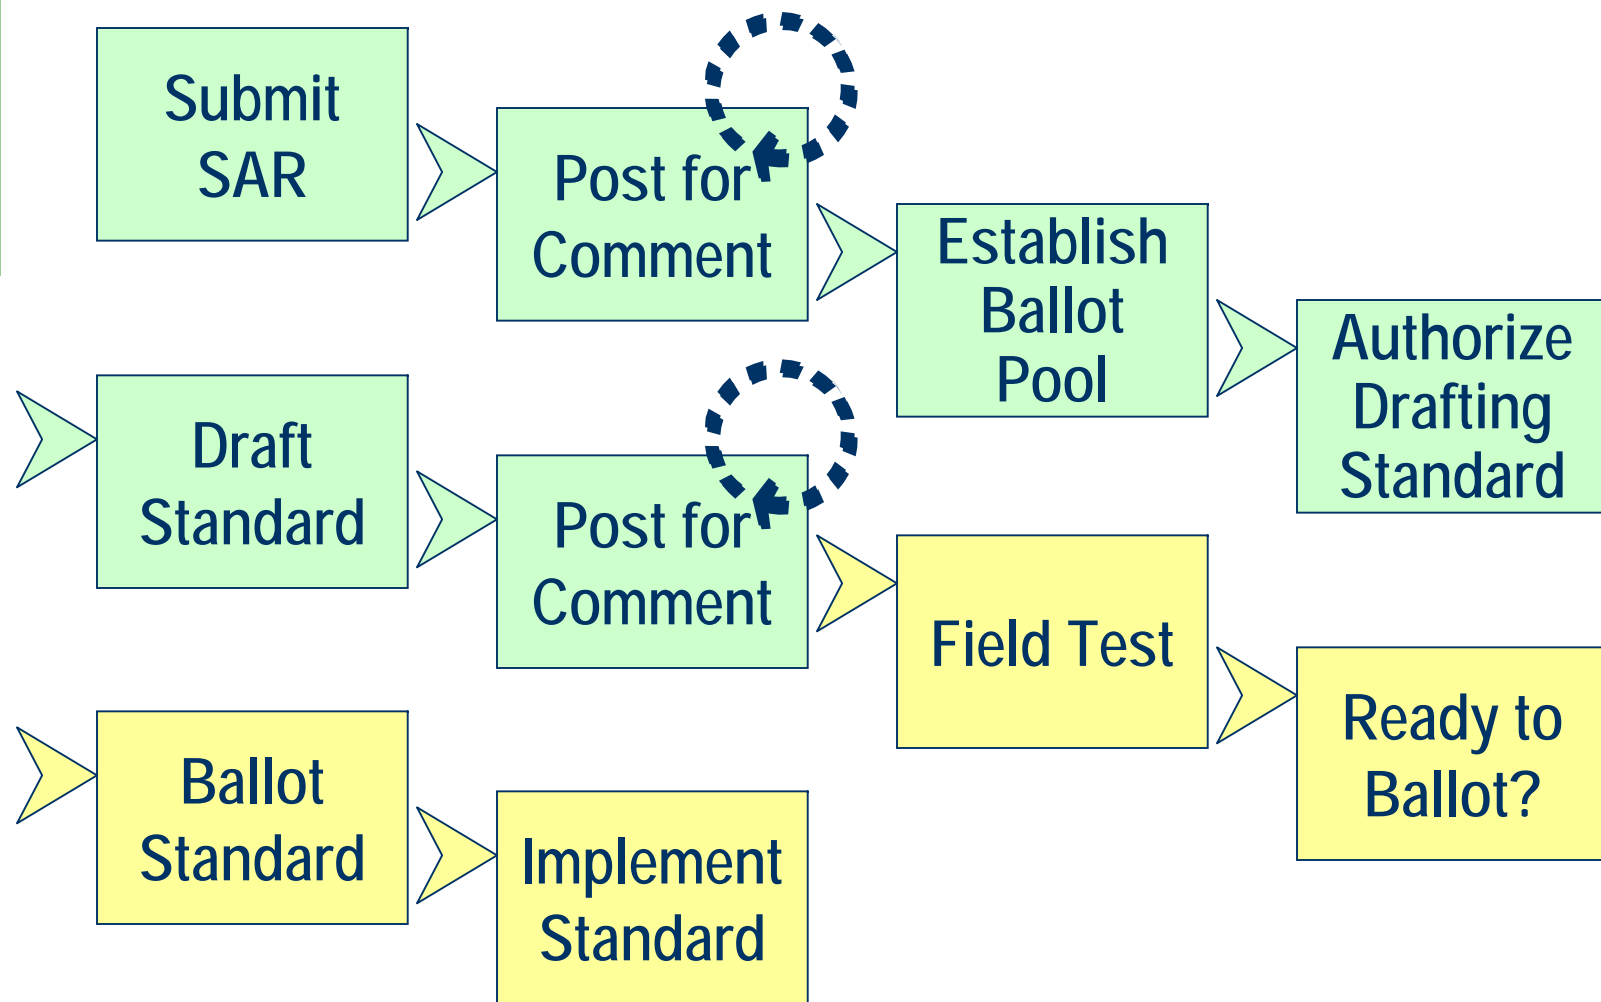 Submit
SAR
Post for
Comment
Establish
Ballot
Pool
Authorize
Drafting
Standard
Draft
Standard
Post for
Comment
Field Test
Ready to
Ballot?
Ballot
Standard
Implement
Standard